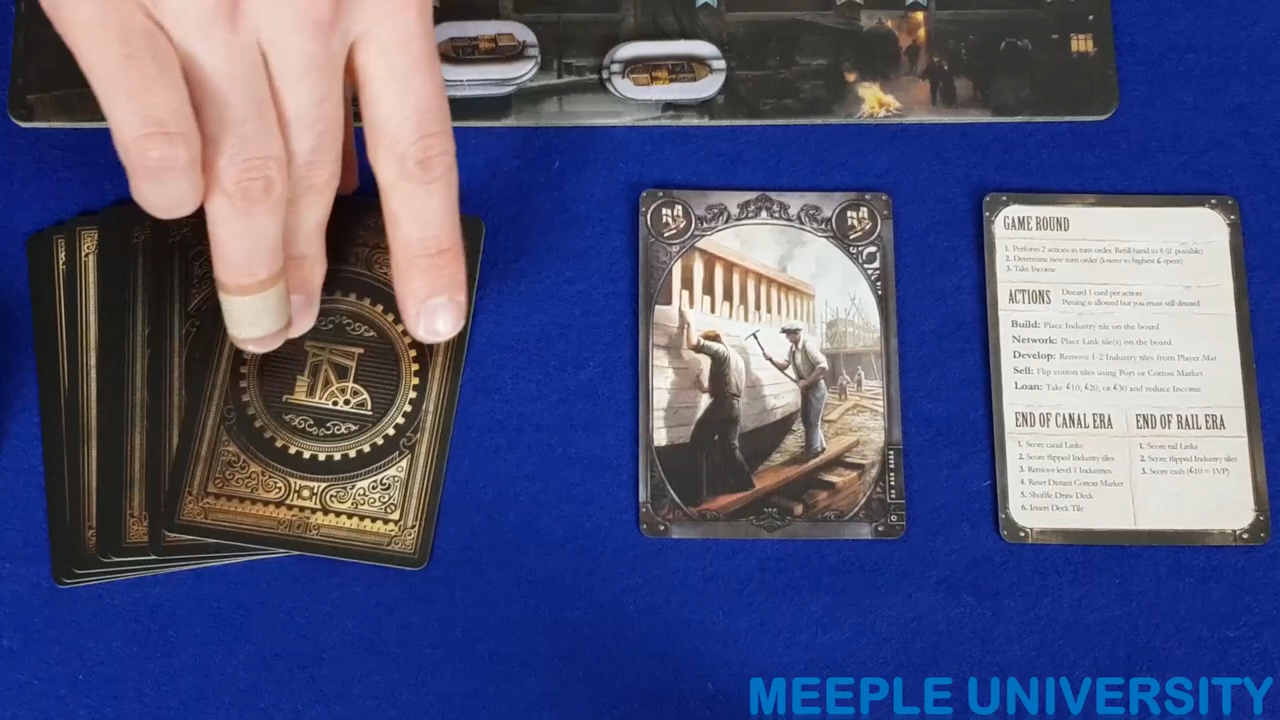 GAME ROUND
1. Perform 2 actions in turn order. Refill hand to 8 (if possible)
2. Determine new turn order (lowest to highest £ spent)
3. Take Income
ACTIONS
Discard 1 card per action
Passing is allowed but you must still discard
Build: Place Industry tile on the board
Network: Place Link tile(s) on the board
Develop: Remove 1-2 Industry tiles from Player Mat
Sell: Flip cotton tiles using Port or Cotton Market
Loan: Take £10, £20, or £30 and reduce Income
END OF CANAL ERA
1. Score canal Links
2. Score flipped Industry tiles
3. Remove level 1 Industries
4. Reset Distant Cotton Market
5. Shuffle Draw Deck
6. Insert Deck Tile
END OF RAIL ERA
1. Score rail Links
2. Score flipped Industry tiles
3. Score cash (£10 = 1VP)
MEEPLE UNIVERSITY